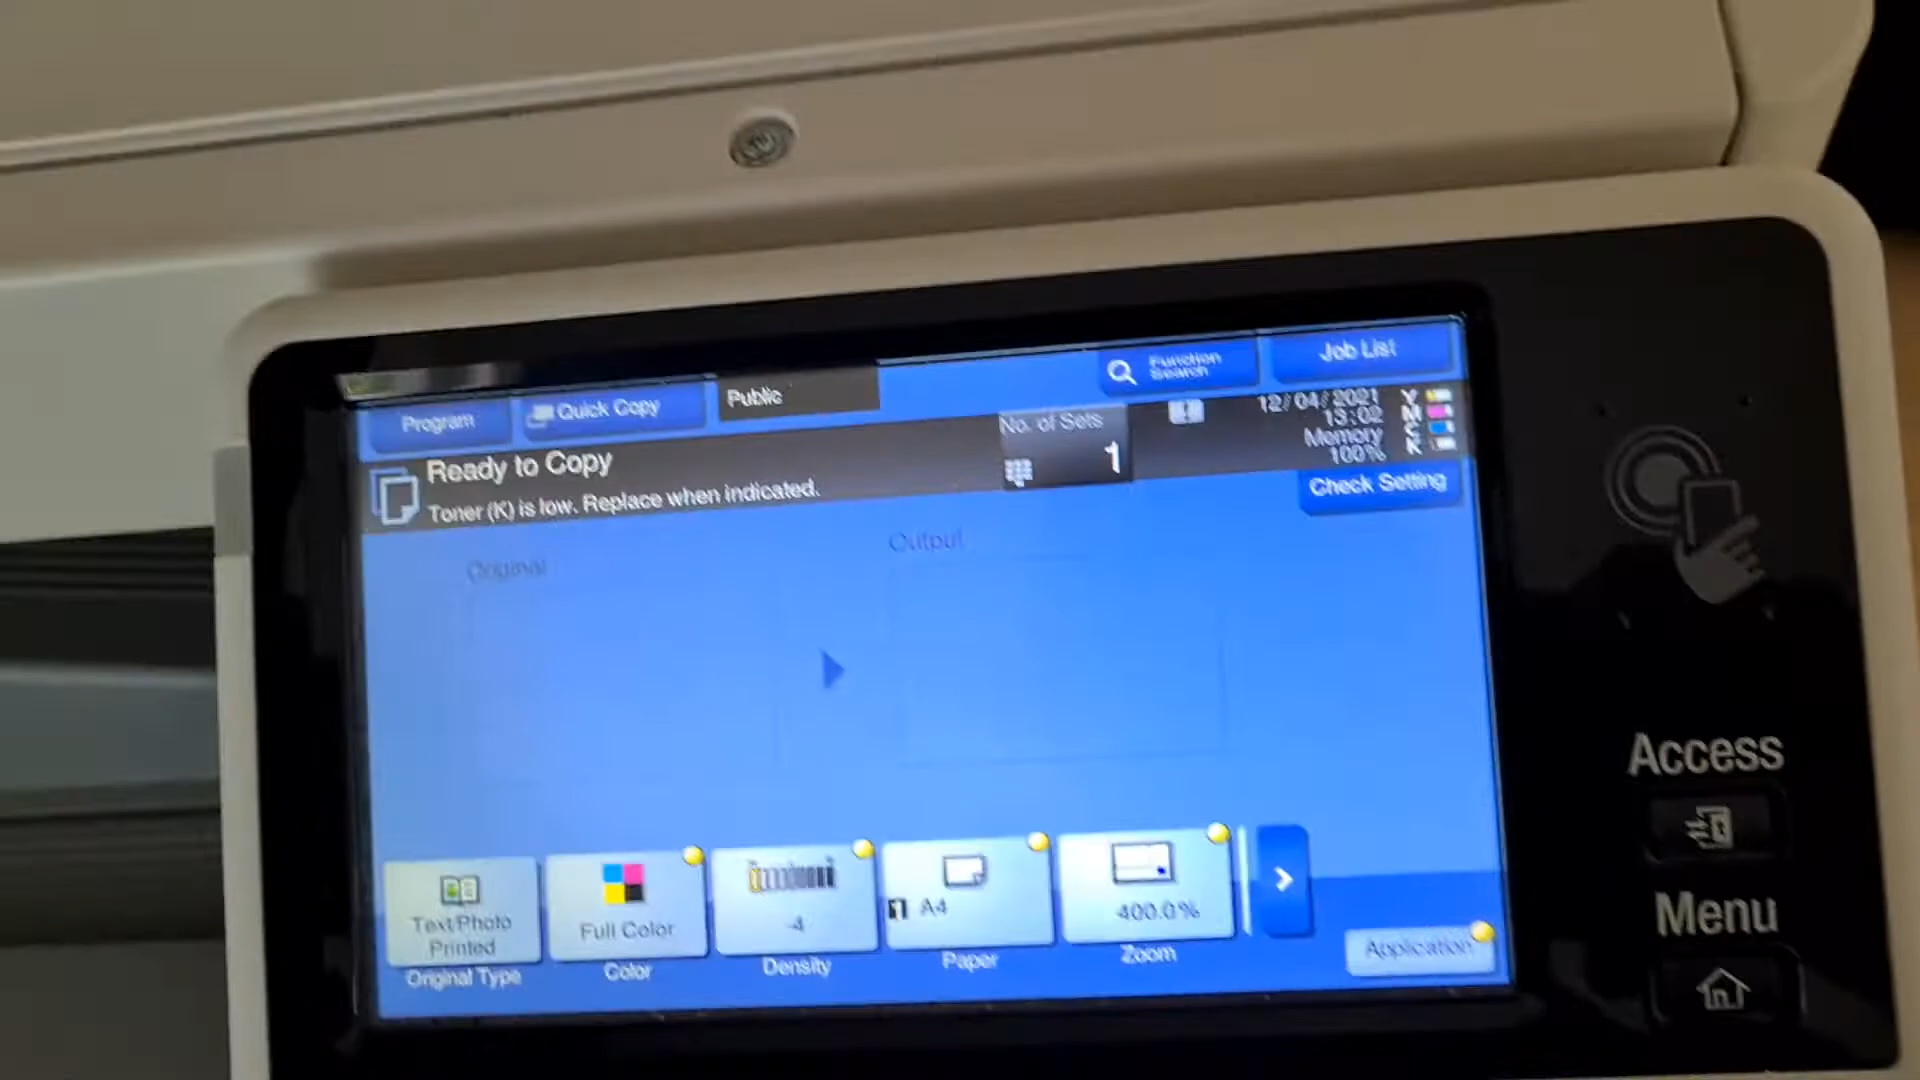 Program
Quick Copy
Public
Function Search
Job List
Ready to Copy
Toner (K) is low. Replace when indicated.
No. of Sets
1
12/04/2021
13:02
Memory
100%
Y
M
C
K
Check Setting
Original
Output
Text/Photo
Printed
Original Type
Full Color
Color
-4
Density
1 A4
Paper
400.0%
Zoom
Application
Access
Menu